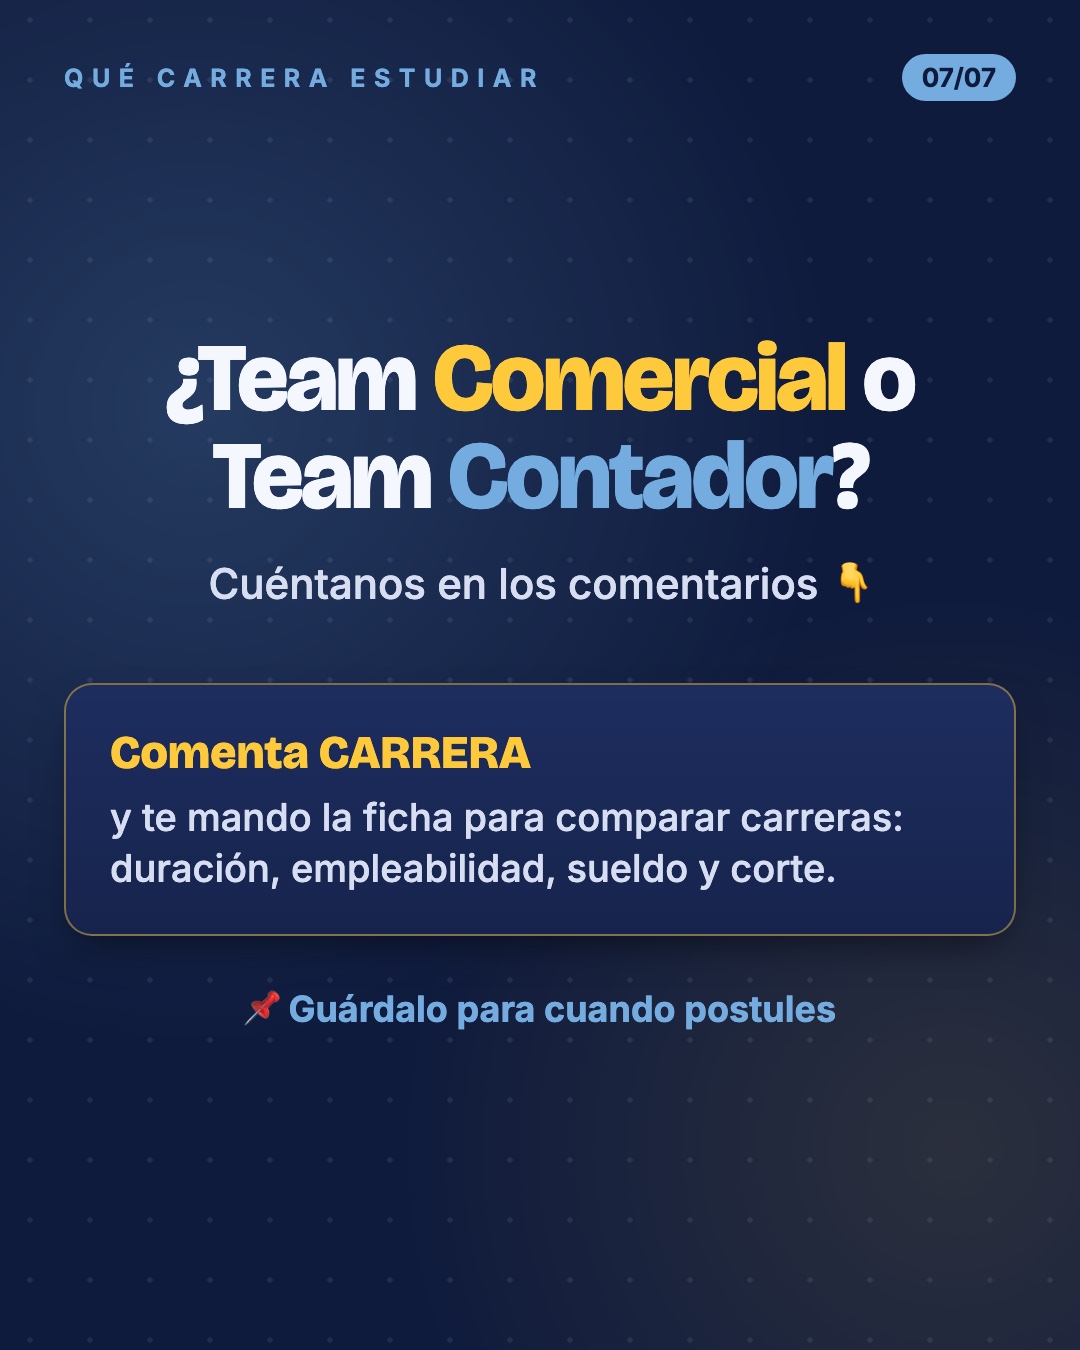 QUÉ CARRERA ESTUDIAR
07/07
¿Team Comercial o
Team Contador?
Cuéntanos en los comentarios 👇
Comenta CARRERA
y te mando la ficha para comparar carreras:
duración, empleabilidad, sueldo y corte.
📌 Guárdalo para cuando postules